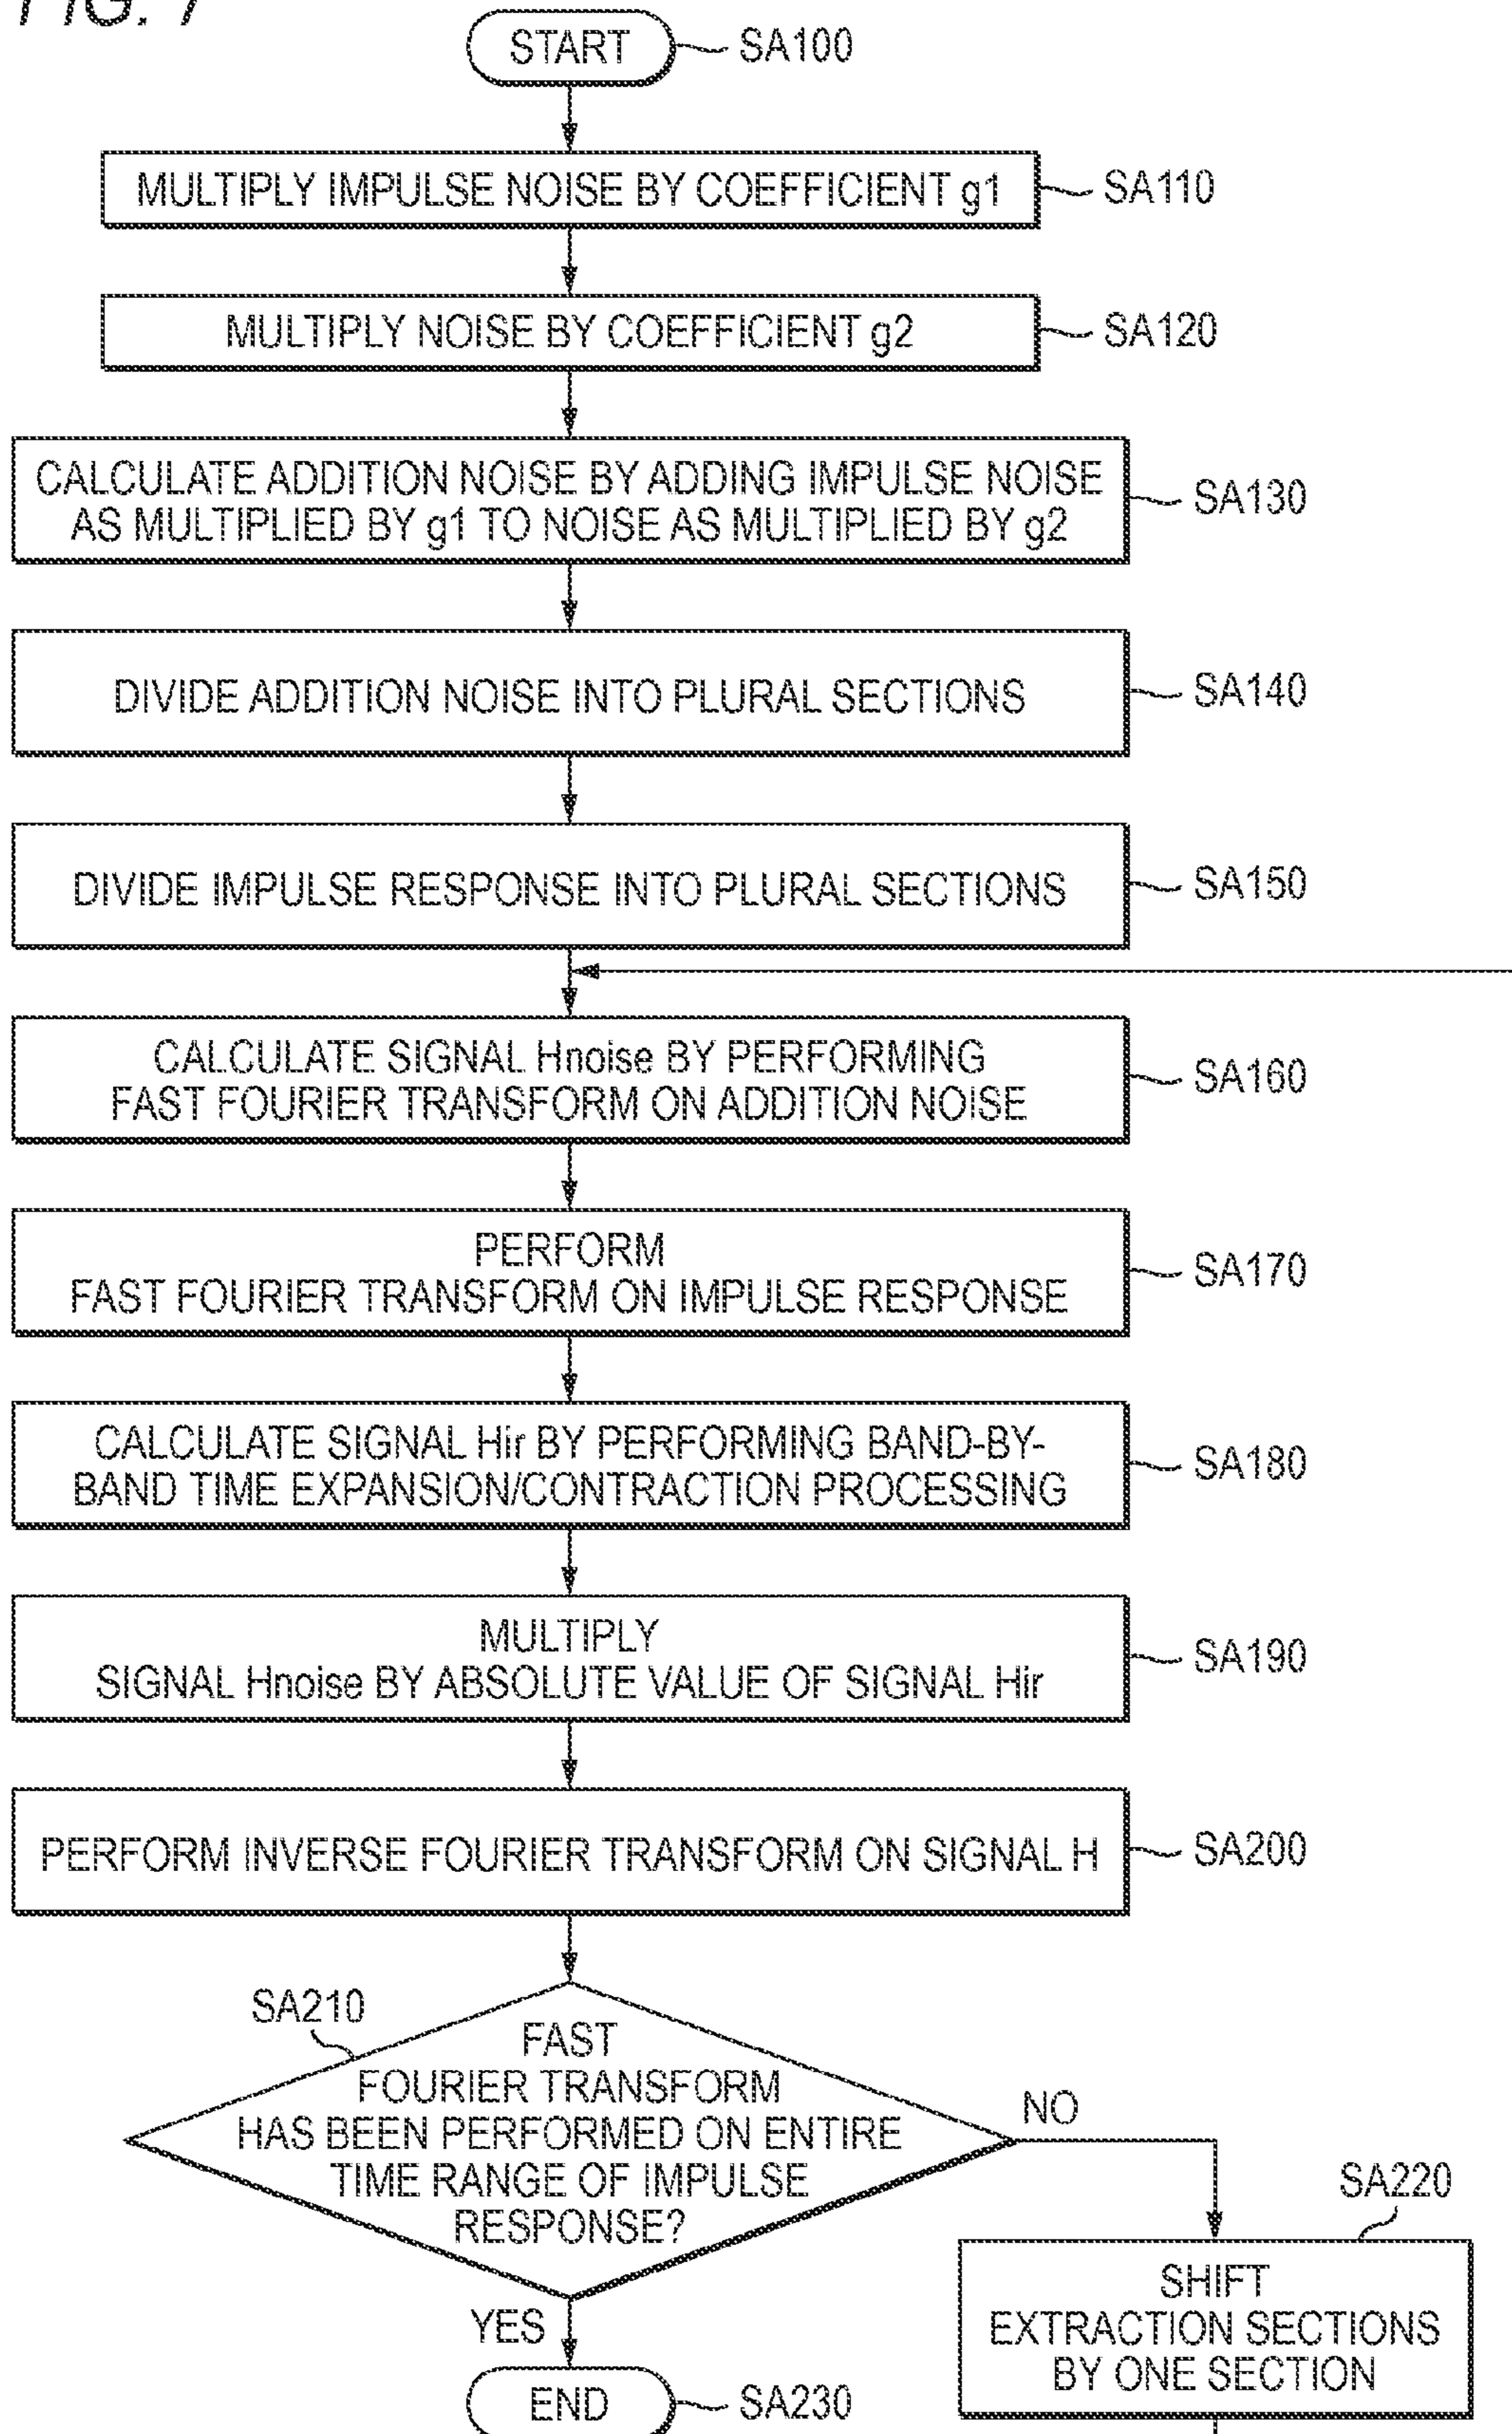 FIG. 7
START
SA100
MULTIPLY IMPULSE NOISE BY COEFFICIENT g1
SA110
MULTIPLY NOISE BY COEFFICIENT g2
SA120
CALCULATE ADDITION NOISE BY ADDING IMPULSE NOISE
AS MULTIPLIED BY g1 TO NOISE AS MULTIPLIED BY g2
SA130
DIVIDE ADDITION NOISE INTO PLURAL SECTIONS
SA140
DIVIDE IMPULSE RESPONSE INTO PLURAL SECTIONS
SA150
CALCULATE SIGNAL Hnoise BY PERFORMING
FAST FOURIER TRANSFORM ON ADDITION NOISE
SA160
PERFORM
FAST FOURIER TRANSFORM ON IMPULSE RESPONSE
SA170
CALCULATE SIGNAL Hir BY PERFORMING BAND-BY-
BAND TIME EXPANSION/CONTRACTION PROCESSING
SA180
MULTIPLY
SIGNAL Hnoise BY ABSOLUTE VALUE OF SIGNAL Hir
SA190
PERFORM INVERSE FOURIER TRANSFORM ON SIGNAL H
SA200
SA210
FAST
FOURIER TRANSFORM
HAS BEEN PERFORMED ON ENTIRE
TIME RANGE OF IMPULSE
RESPONSE?
NO
SA220
SHIFT
EXTRACTION SECTIONS
BY ONE SECTION
YES
END
SA230